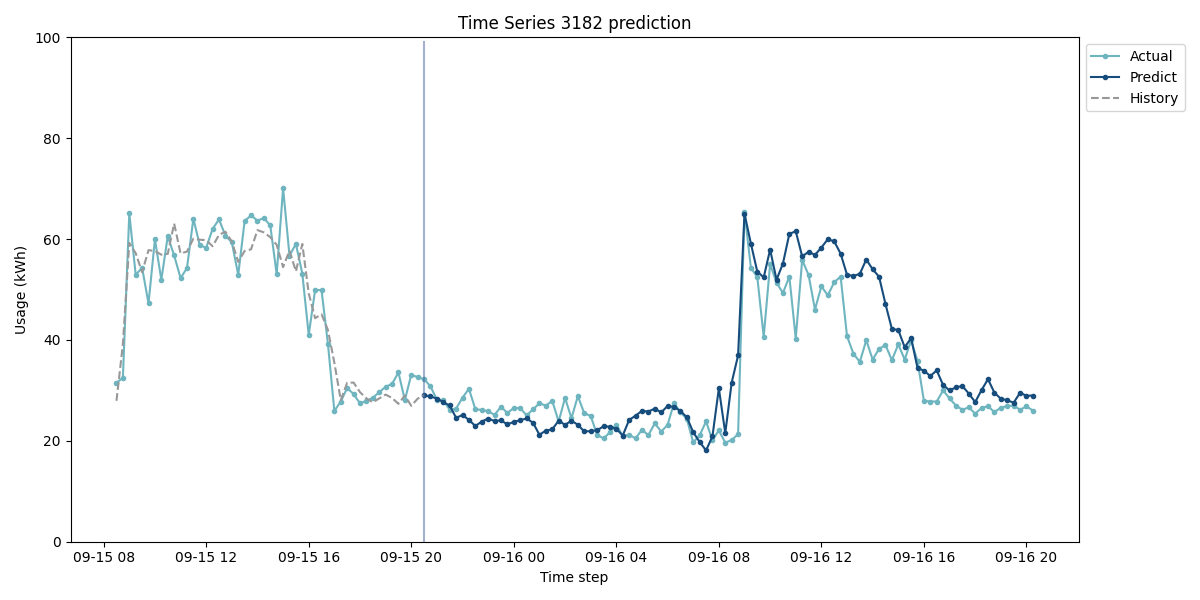 Time Series 3182 prediction
100
80
60
40
20
0
Usage (kWh)
09-15 08 09-15 12 09-15 16 09-15 20 09-16 00 09-16 04 09-16 08 09-16 12 09-16 16 09-16 20
Time step
Actual
Predict
History